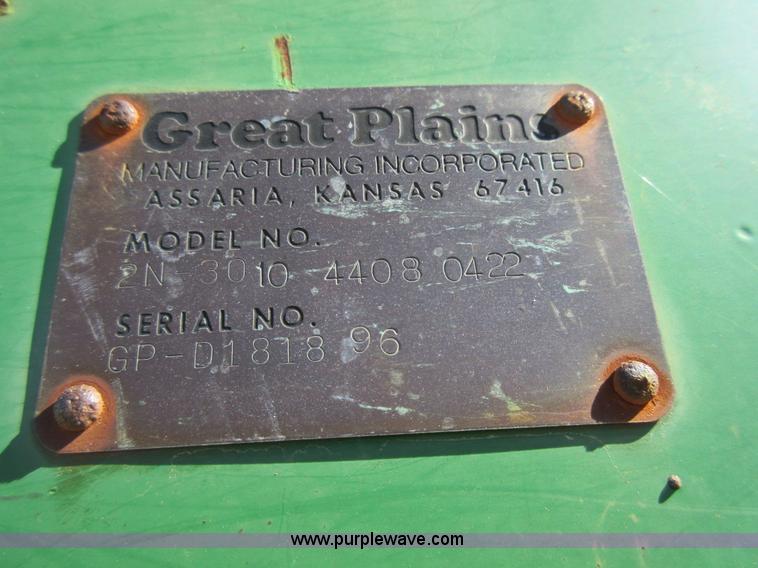 Great Plains
MANUFACTURING INCORPORATED
ASSARIA, KANSAS 67416
MODEL NO.
2N-3010 4408 0422
SERIAL NO.
GP-D1818 96
www.purplewave.com